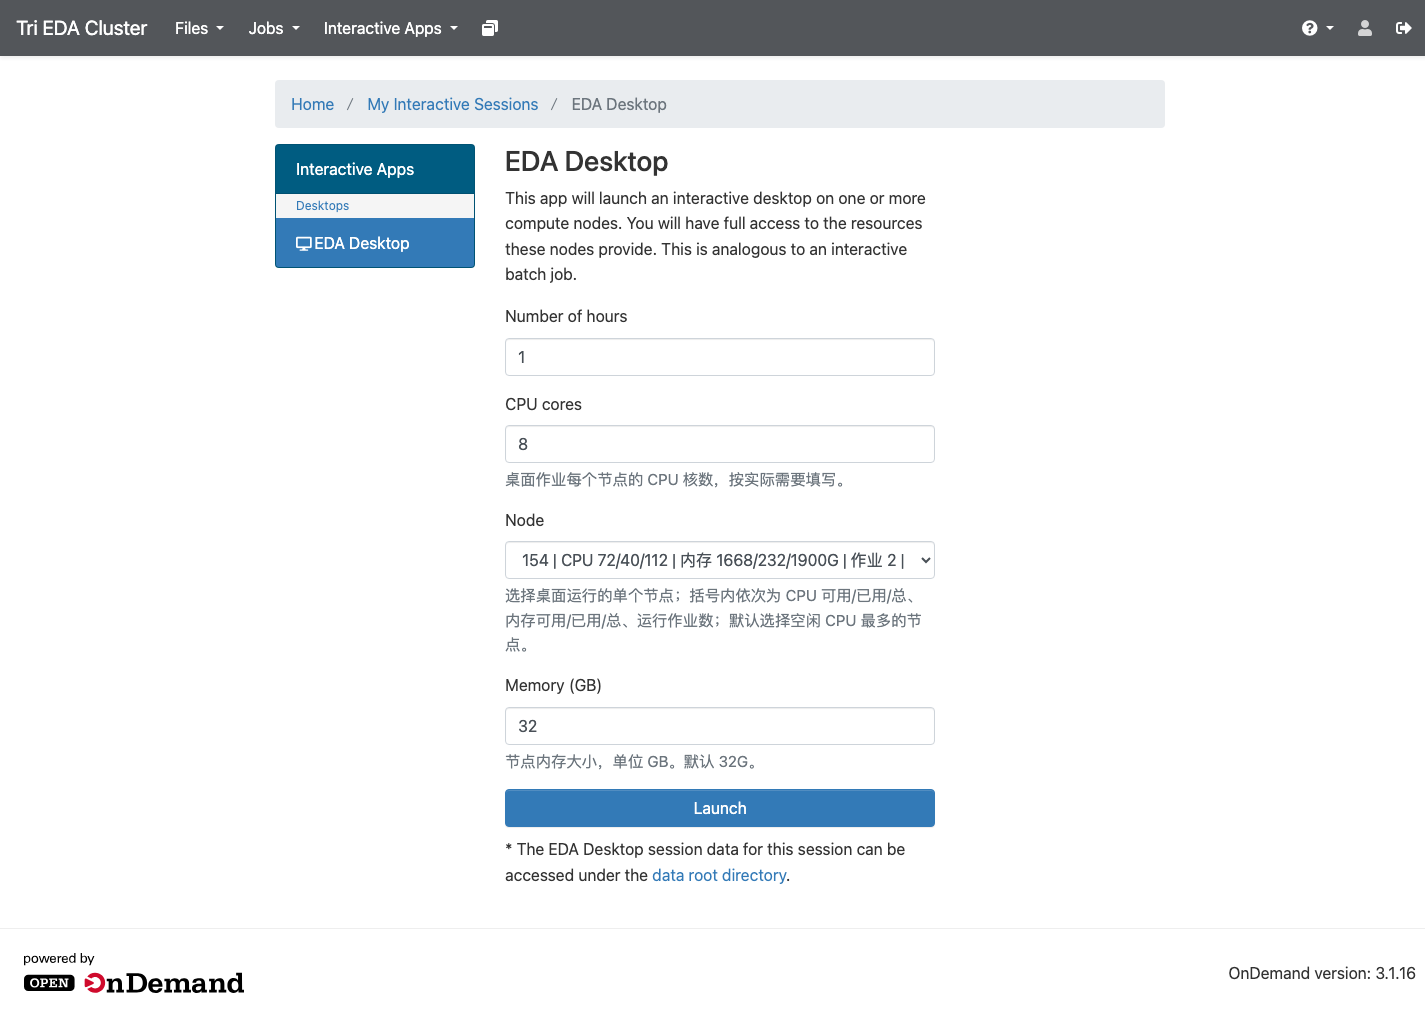 Tri EDA Cluster Files Jobs Interactive Apps
Home / My Interactive Sessions / EDA Desktop
Interactive Apps
Desktops
EDA Desktop
EDA Desktop
This app will launch an interactive desktop on one or more
compute nodes. You will have full access to the resources
these nodes provide. This is analogous to an interactive
batch job.
Number of hours
1
CPU cores
8
桌面作业每个节点的 CPU 核数，按实际需要填写。
Node
154 | CPU 72/40/112 | 内存 1668/232/1900G | 作业 2 |
选择桌面运行的单个节点；括号内依次为 CPU 可用/已用/总、
内存可用/已用/总、运行作业数；默认选择空闲 CPU 最多的节
点。
Memory (GB)
32
节点内存大小，单位 GB。默认 32G。
Launch
* The EDA Desktop session data for this session can be
accessed under the data root directory.
powered by
OPEN OnDemand
OnDemand version: 3.1.16